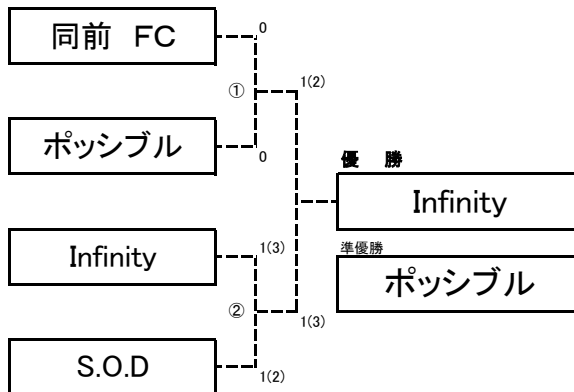 同前　FC
0
①
1(2)
ポッシブル
0
優　勝
Infinity
Infinity
1(3)
準優勝
ポッシブル
②
1(3)
S.O.D
1(2)